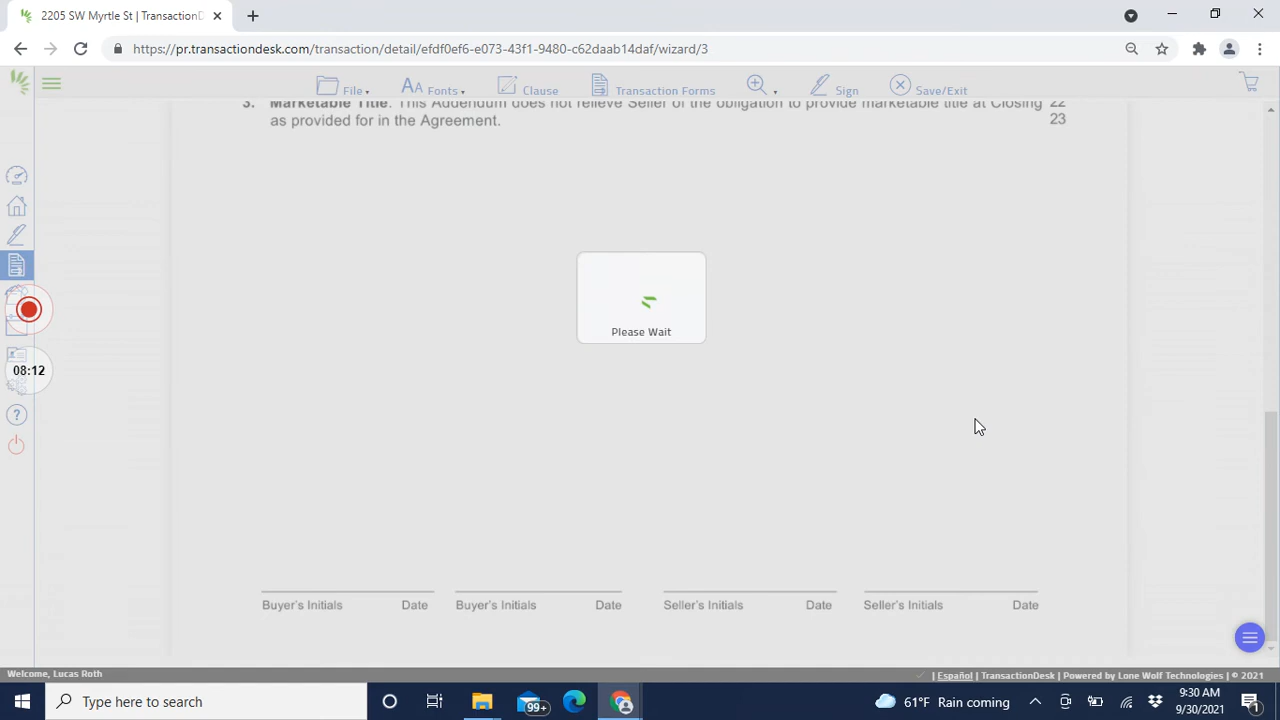 2205 SW Myrtle St | TransactionD
https://pr.transactiondesk.com/transaction/detail/efdf0ef6-e073-43f1-9480-c62daab14daf/wizard/3
File
Fonts
Clause
Transaction Forms
Sign
Save/Exit
3. Marketable Title. This Addendum does not relieve Seller of the obligation to provide marketable title at Closing 22
as provided for in the Agreement. 23
Please Wait
08:12
Buyer's Initials Date Buyer's Initials Date Seller's Initials Date Seller's Initials Date
Welcome, Lucas Roth
| Español | TransactionDesk | Powered by Lone Wolf Technologies | © 2021
Type here to search
99+
61°F Rain coming
9:30 AM
9/30/2021
1